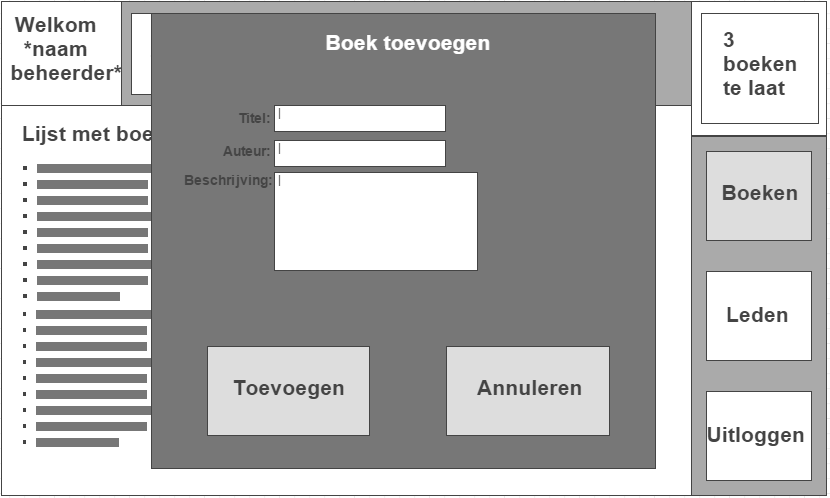 Welkom
*naam
beheerder*
Boek toevoegen
3
boeken
te laat
Lijst met boe
Titel:
Auteur:
Beschrijving:
Boeken
Leden
Toevoegen
Annuleren
Uitloggen